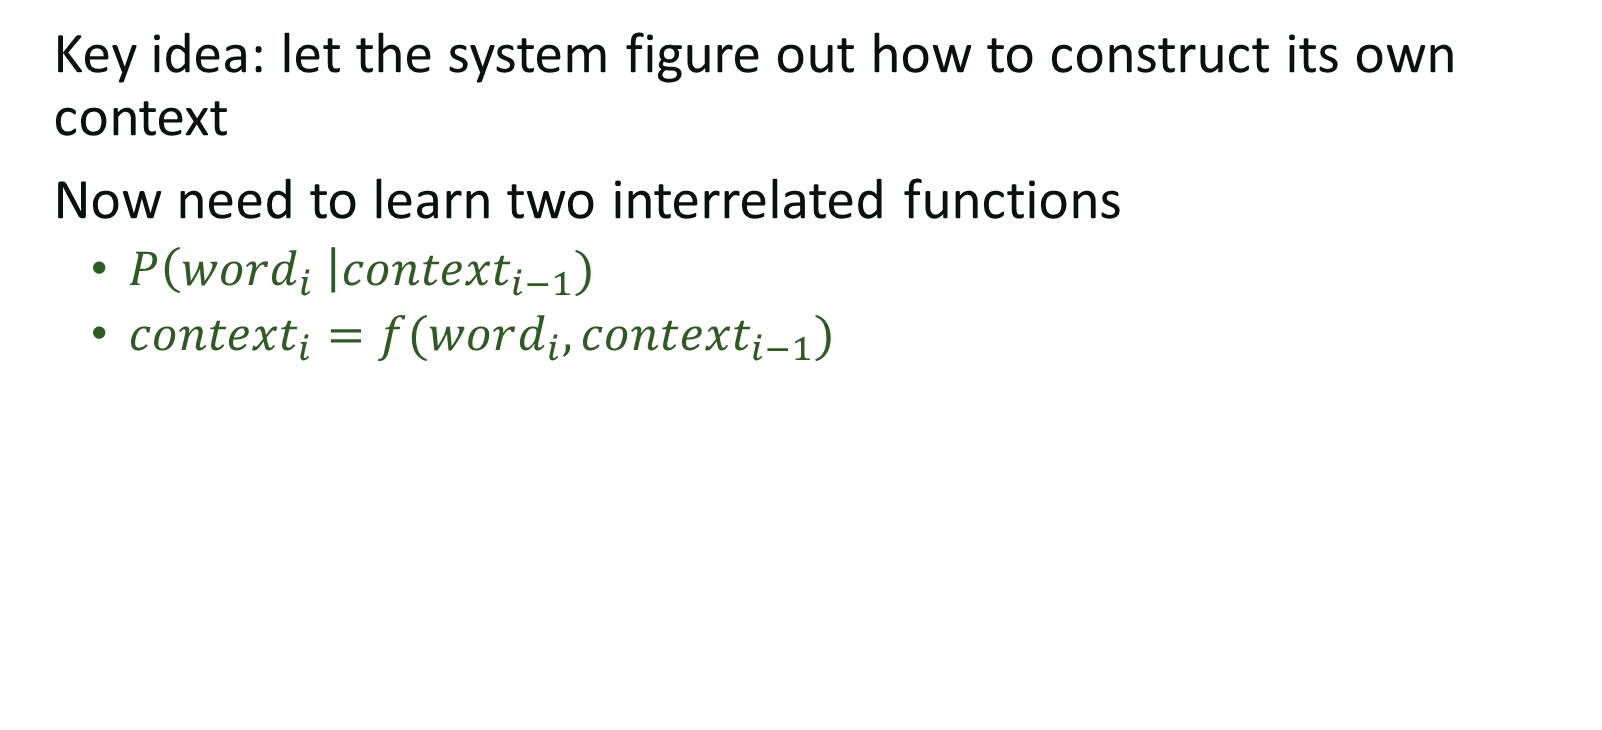 Key idea: let the system figure out how to construct its own
context
Now need to learn two interrelated functions
• $P(word_i \mid context_{i-1})$
• $context_i = f(word_i, context_{i-1})$